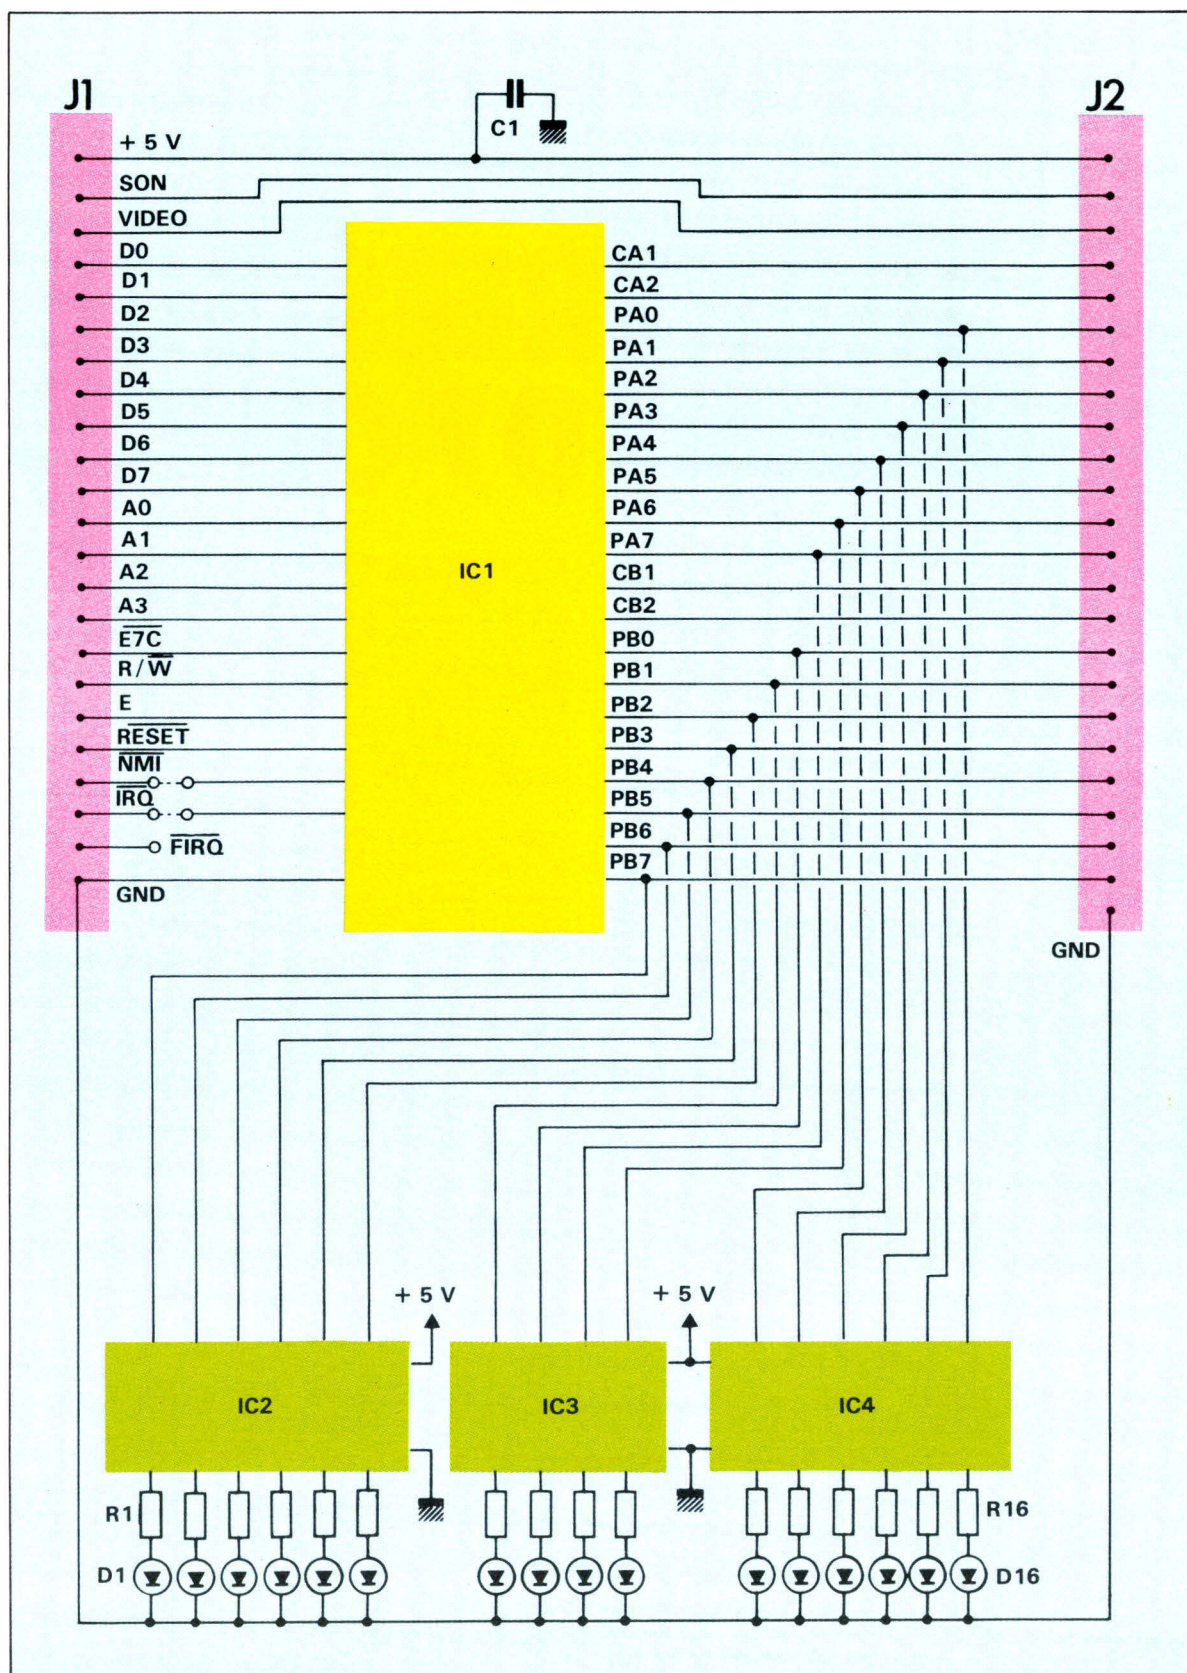 J1
J2
C1
+ 5 V
SON
VIDEO
D0
D1
D2
D3
D4
D5
D6
D7
A0
A1
A2
A3
E7C
R/W
E
RESET
NMI
IRQ
FIRQ
GND
IC1
CA1
CA2
PA0
PA1
PA2
PA3
PA4
PA5
PA6
PA7
CB1
CB2
PB0
PB1
PB2
PB3
PB4
PB5
PB6
PB7
GND
+ 5 V
+ 5 V
IC2
IC3
IC4
R1
R16
D1
D16